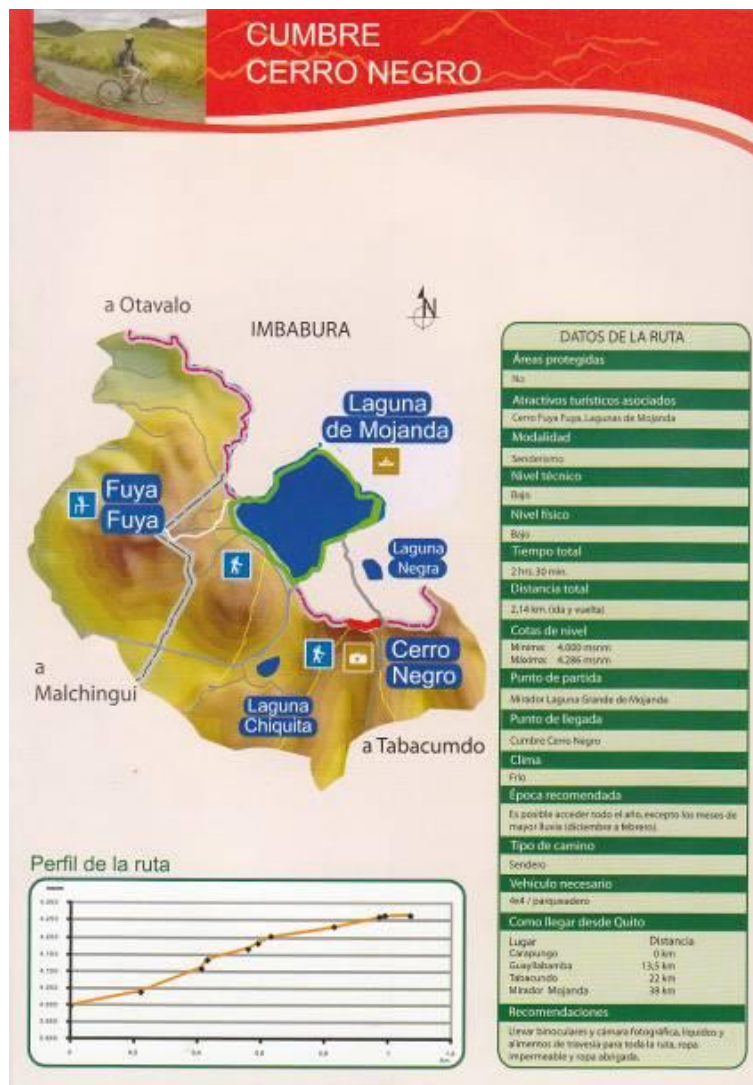 CUMBRE
CERRO NEGRO
a Otavalo
IMBABURA
N
Laguna
de Mojanda
Fuya
Fuya
Laguna
Negra
Cerro
Negro
a
Malchinguí
Laguna
Chiquita
a Tabacumdo
DATOS DE LA RUTA
Áreas protegidas
No
Atractivos turísticos asociados
Cerro Fuya Fuya, Lagunas de Mojanda
Modalidad
Senderismo
Nivel técnico
Bajo
Nivel físico
Bajo
Tiempo total
2 hrs. 30 min.
Distancia total
2,14 km. (ida y vuelta)
Cotas de nivel
Mínima: 4.000 msnm
Máxima: 4.286 msnm
Punto de partida
Mirador Laguna Grande de Mojanda
Punto de llegada
Cumbre Cerro Negro
Clima
Frío
Época recomendada
Es posible acceder todo el año, excepto los meses de
mayor lluvia (diciembre a febrero).
Tipo de camino
Sendero
Vehículo necesario
4x4 / parqueadero
Como llegar desde Quito
Lugar Distancia
Carapungo 0 km
Guayllabamba 13,5 km
Tabacundo 22 km
Mirador Mojanda 38 km
Recomendaciones
Llevar binoculares y cámara fotográfica, líquidos y
alimentos de travesía para toda la ruta, ropa
impermeable y ropa abrigada.
Perfil de la ruta